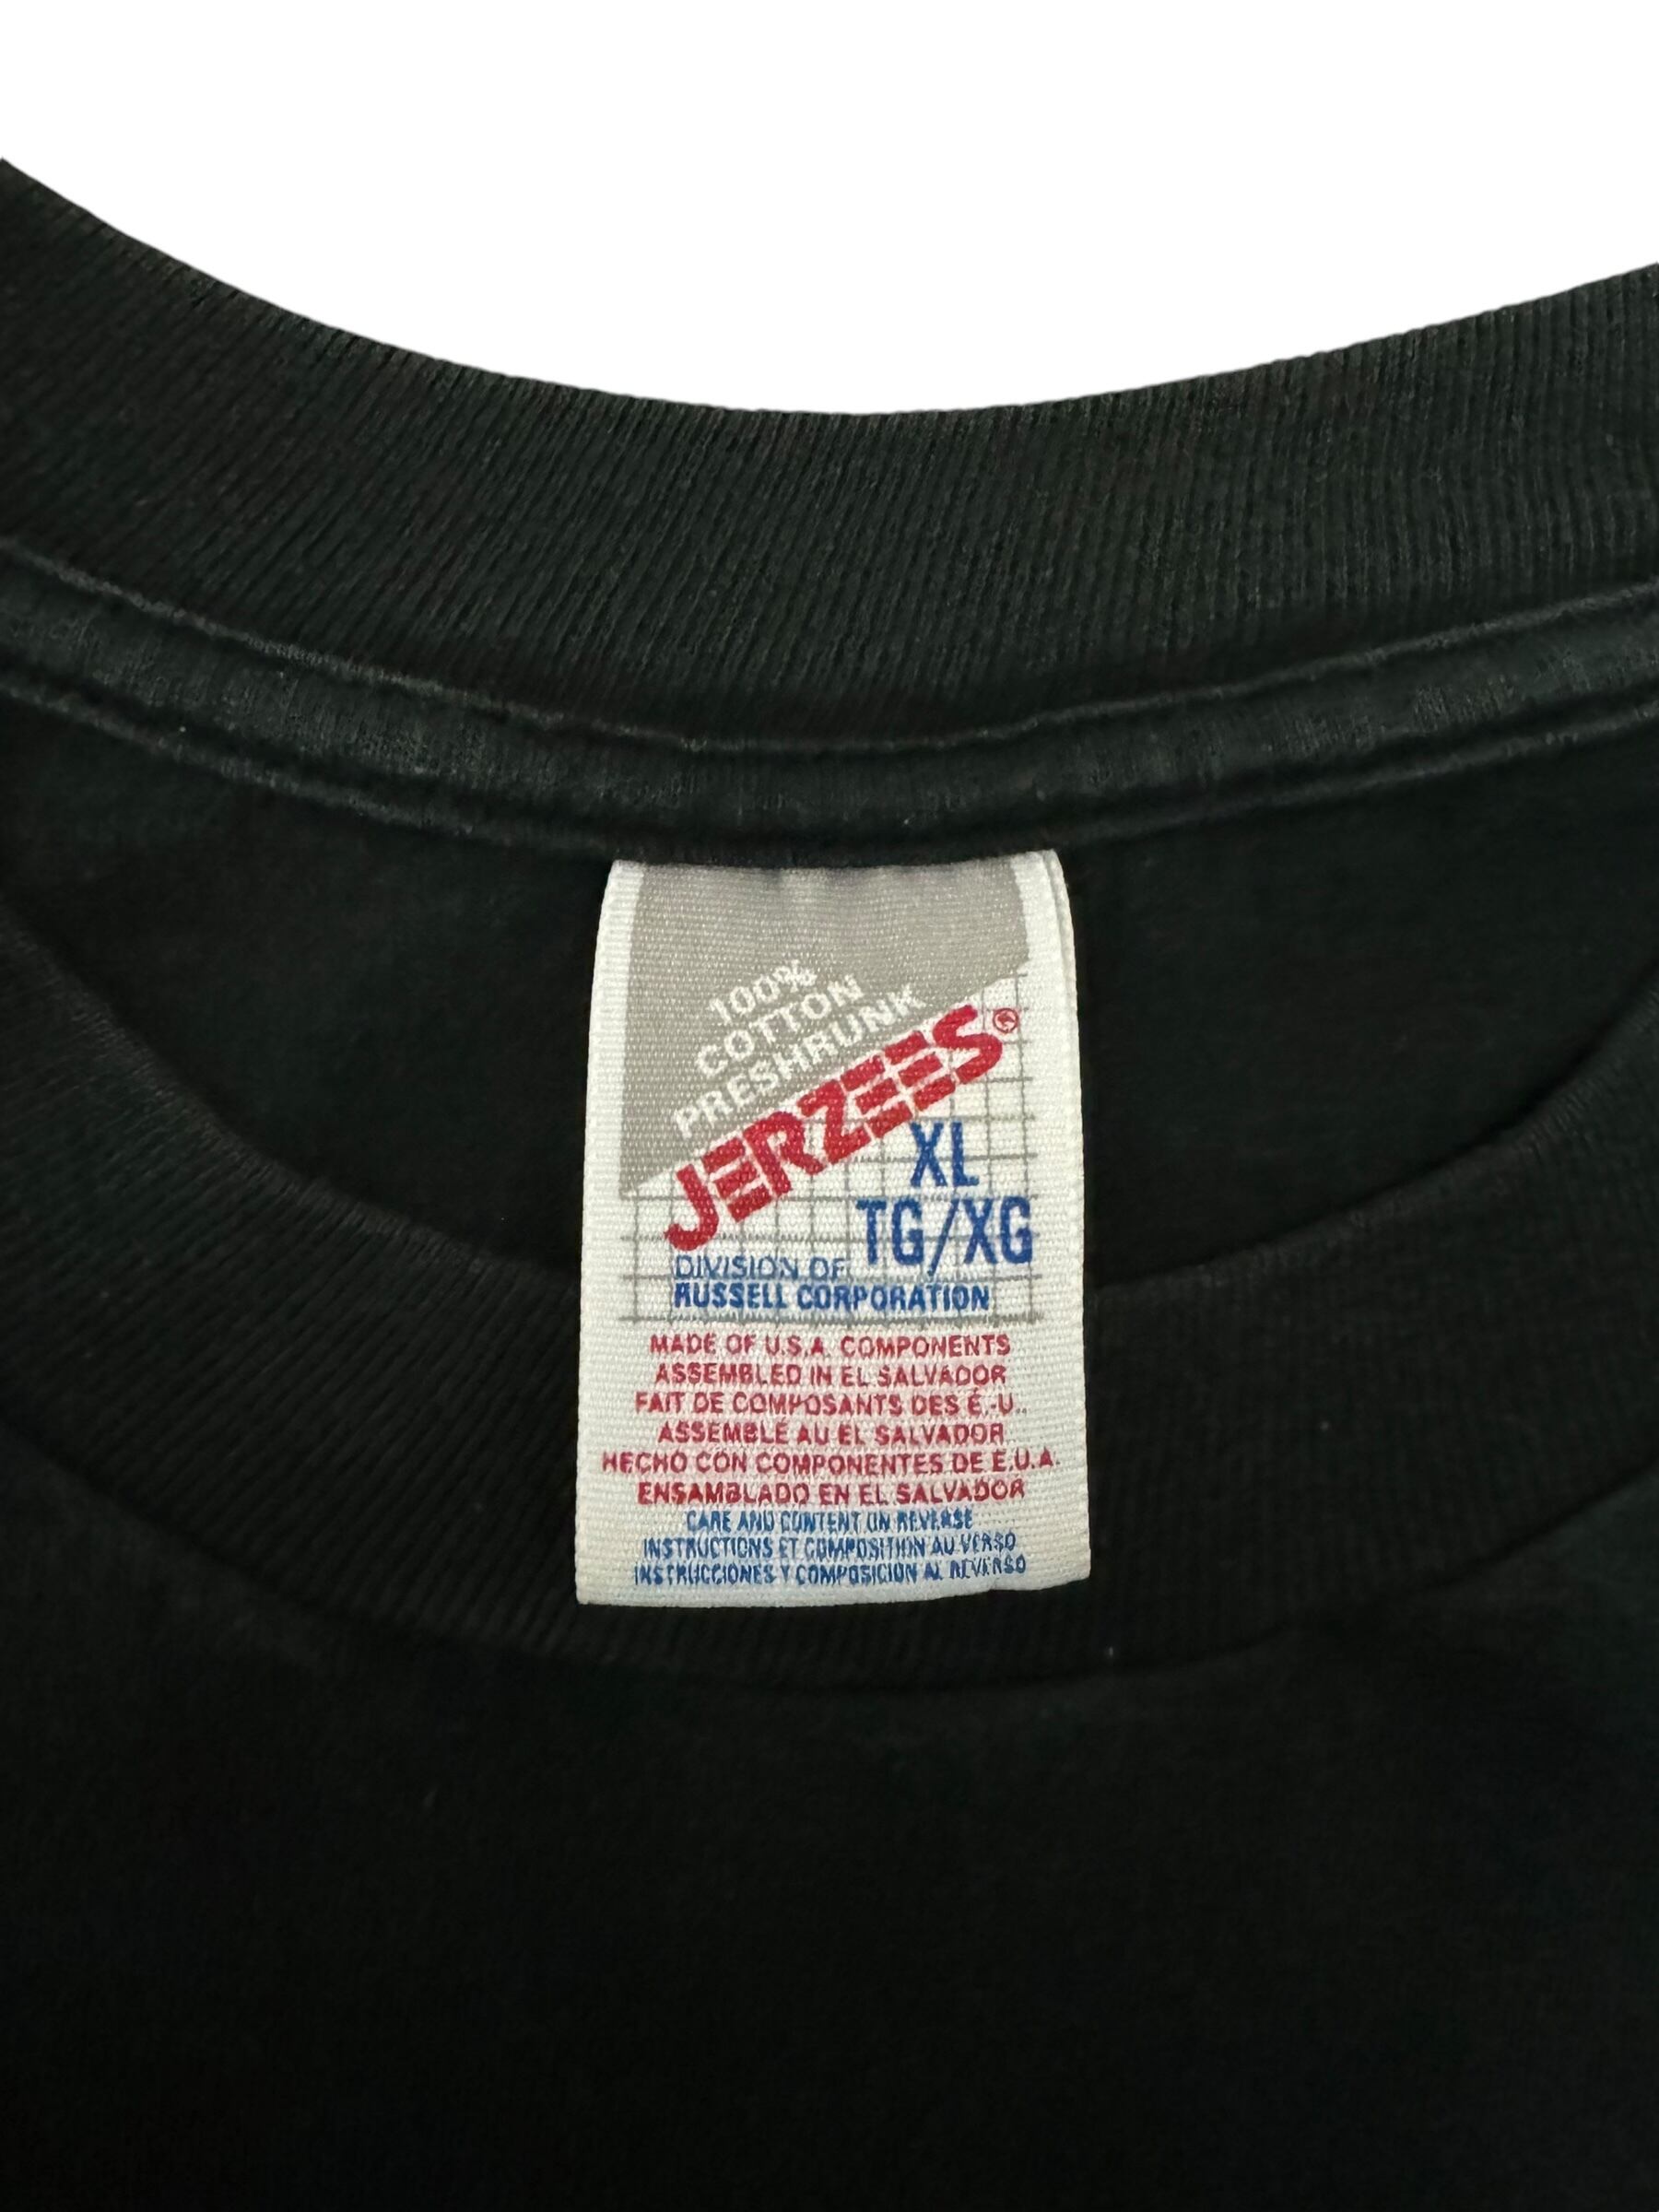 100%
COTTON
PRESHRUNK
JERZEES®
XL
TG/XG
DIVISION OF
RUSSELL CORPORATION
MADE OF U.S.A. COMPONENTS
ASSEMBLED IN EL SALVADOR
FAIT DE COMPOSANTS DES É.-U.,
ASSEMBLÉ AU EL SALVADOR
HECHO CON COMPONENTES DE E.U.A.
ENSAMBLADO EN EL SALVADOR
CARE AND CONTENT ON REVERSE
INSTRUCTIONS ET COMPOSITION AU VERSO
INSTRUCCIONES Y COMPOSICION AL REVERSO